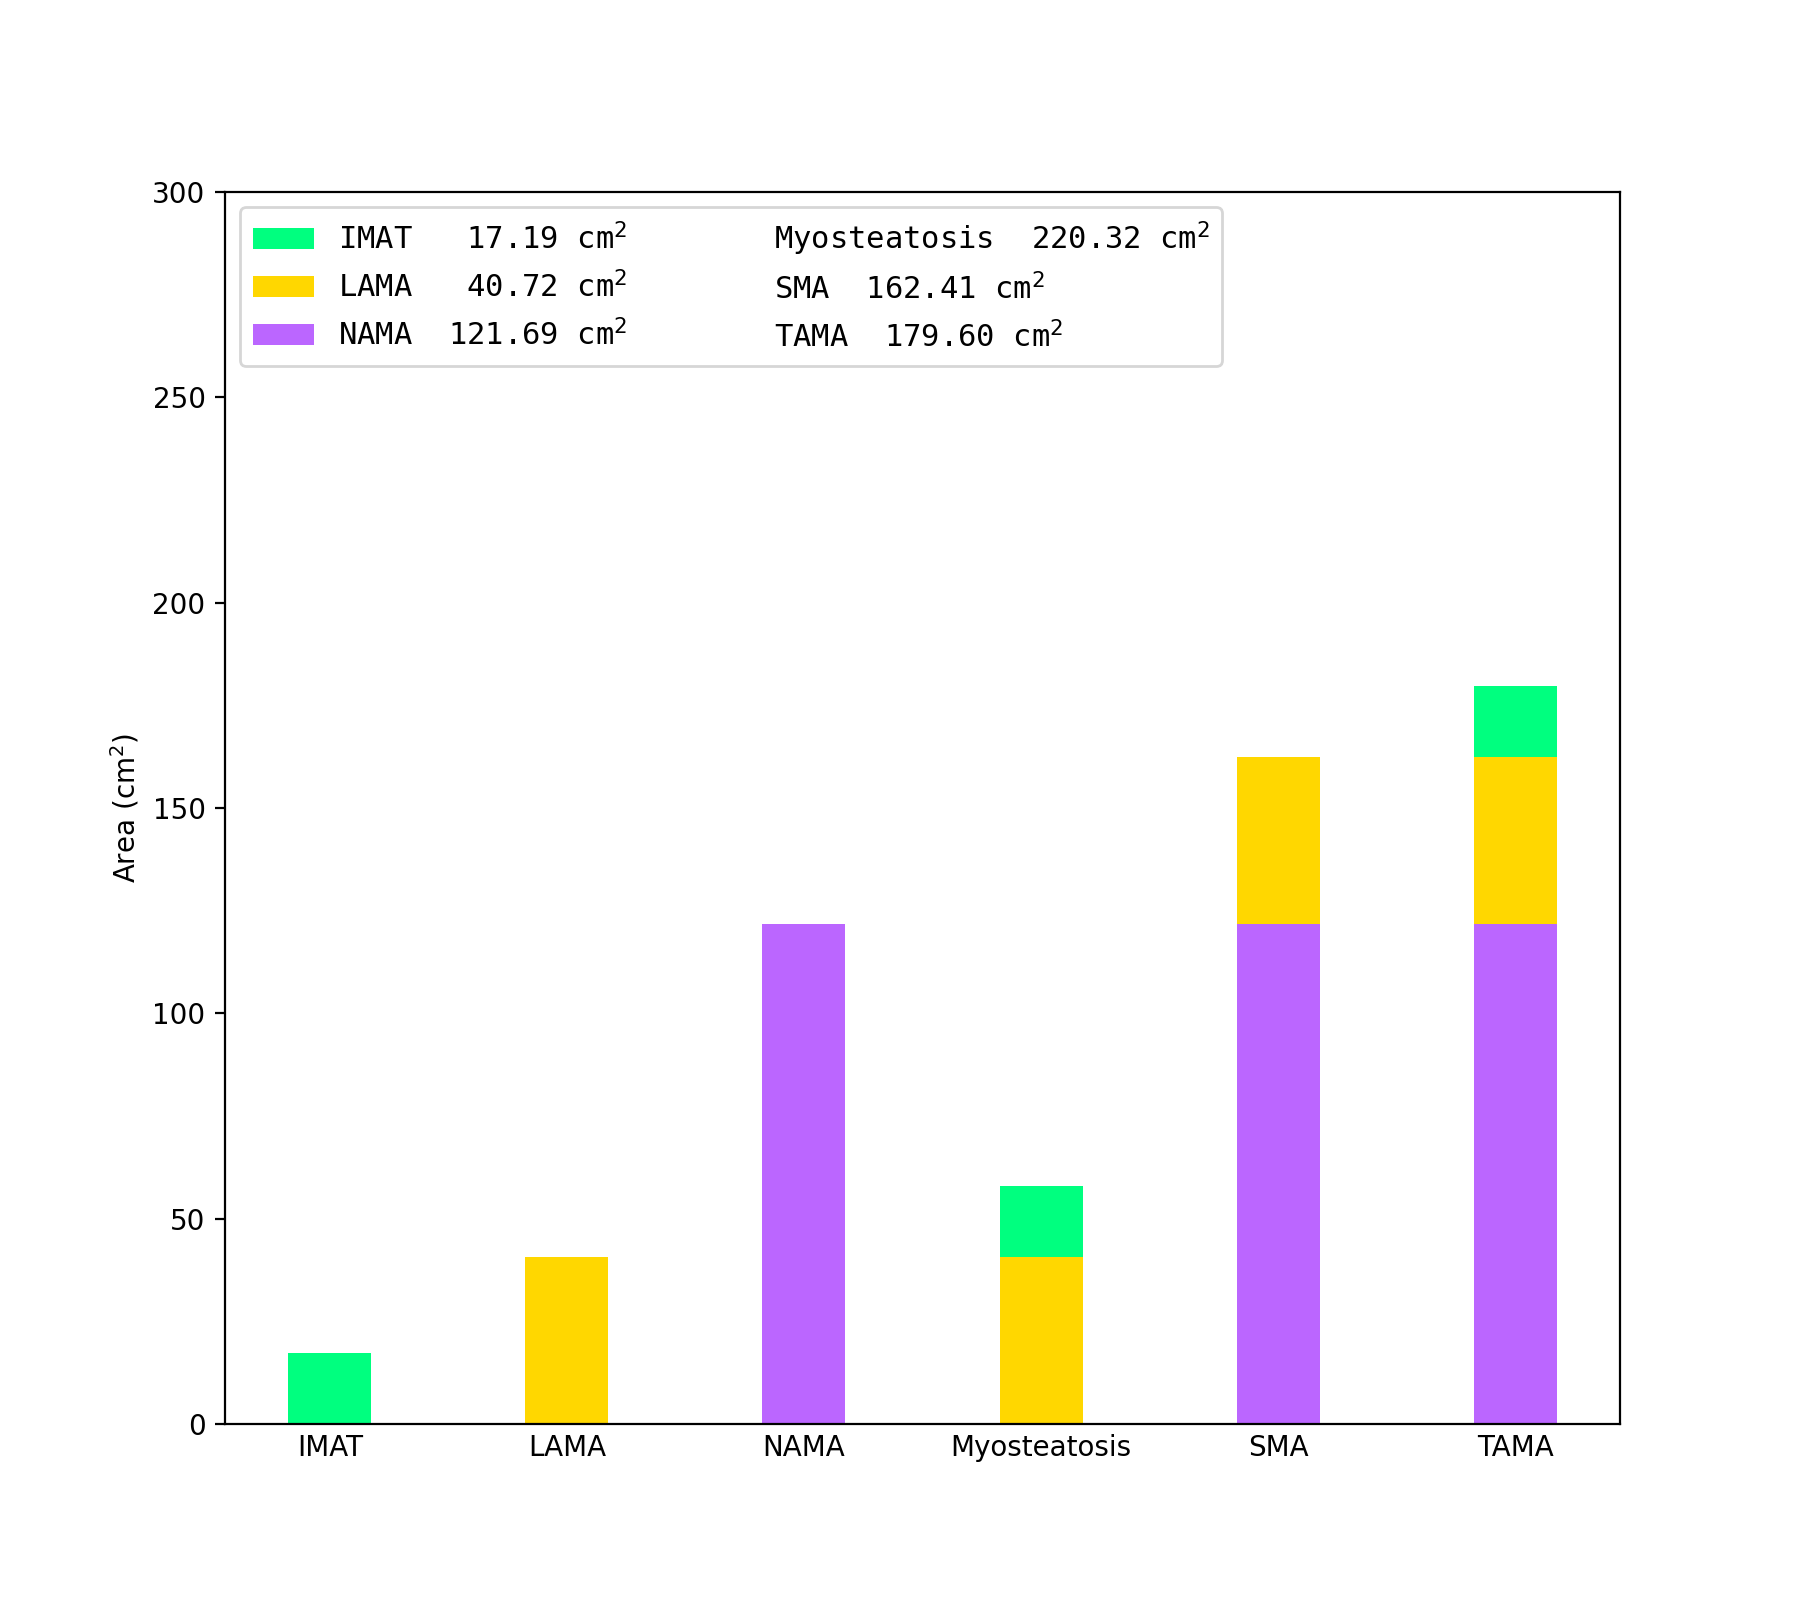 300
250
200
150
100
50
0
Area (cm²)
IMAT 17.19 cm²
LAMA 40.72 cm²
NAMA 121.69 cm²
Myosteatosis 220.32 cm²
SMA 162.41 cm²
TAMA 179.60 cm²
IMAT LAMA NAMA Myosteatosis SMA TAMA